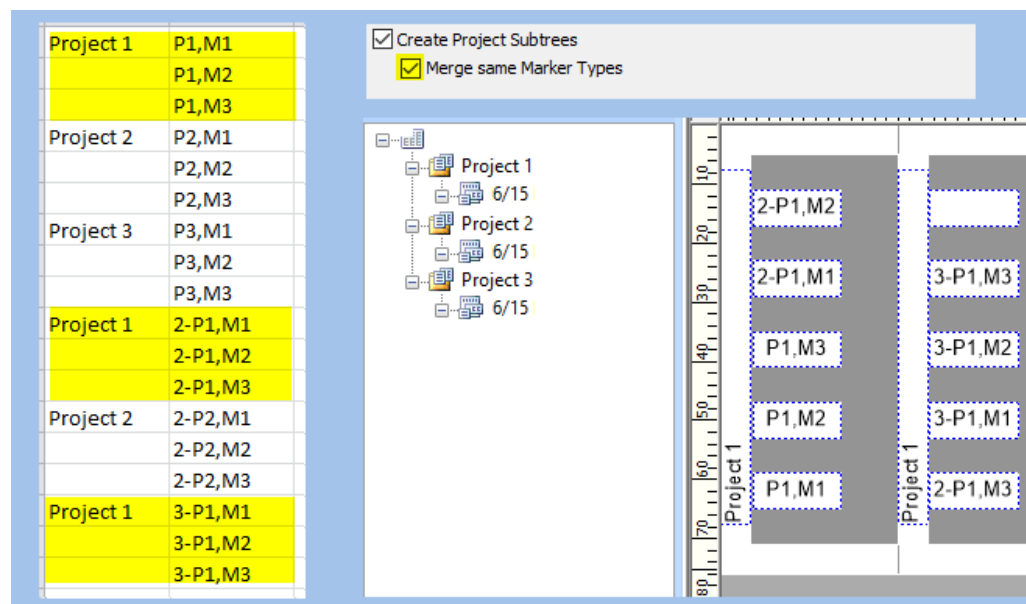 Project 1 P1,M1
P1,M2
P1,M3
Project 2 P2,M1
P2,M2
P2,M3
Project 3 P3,M1
P3,M2
P3,M3
Project 1 2-P1,M1
2-P1,M2
2-P1,M3
Project 2 2-P2,M1
2-P2,M2
2-P2,M3
Project 1 3-P1,M1
3-P1,M2
3-P1,M3
Create Project Subtrees
Merge same Marker Types
Project 1
6/15
Project 2
6/15
Project 3
6/15
10
20
30
40
50
60
70
80
Project 1
2-P1,M2
2-P1,M1
P1,M3
P1,M2
P1,M1
Project 1
3-P1,M3
3-P1,M2
3-P1,M1
2-P1,M3